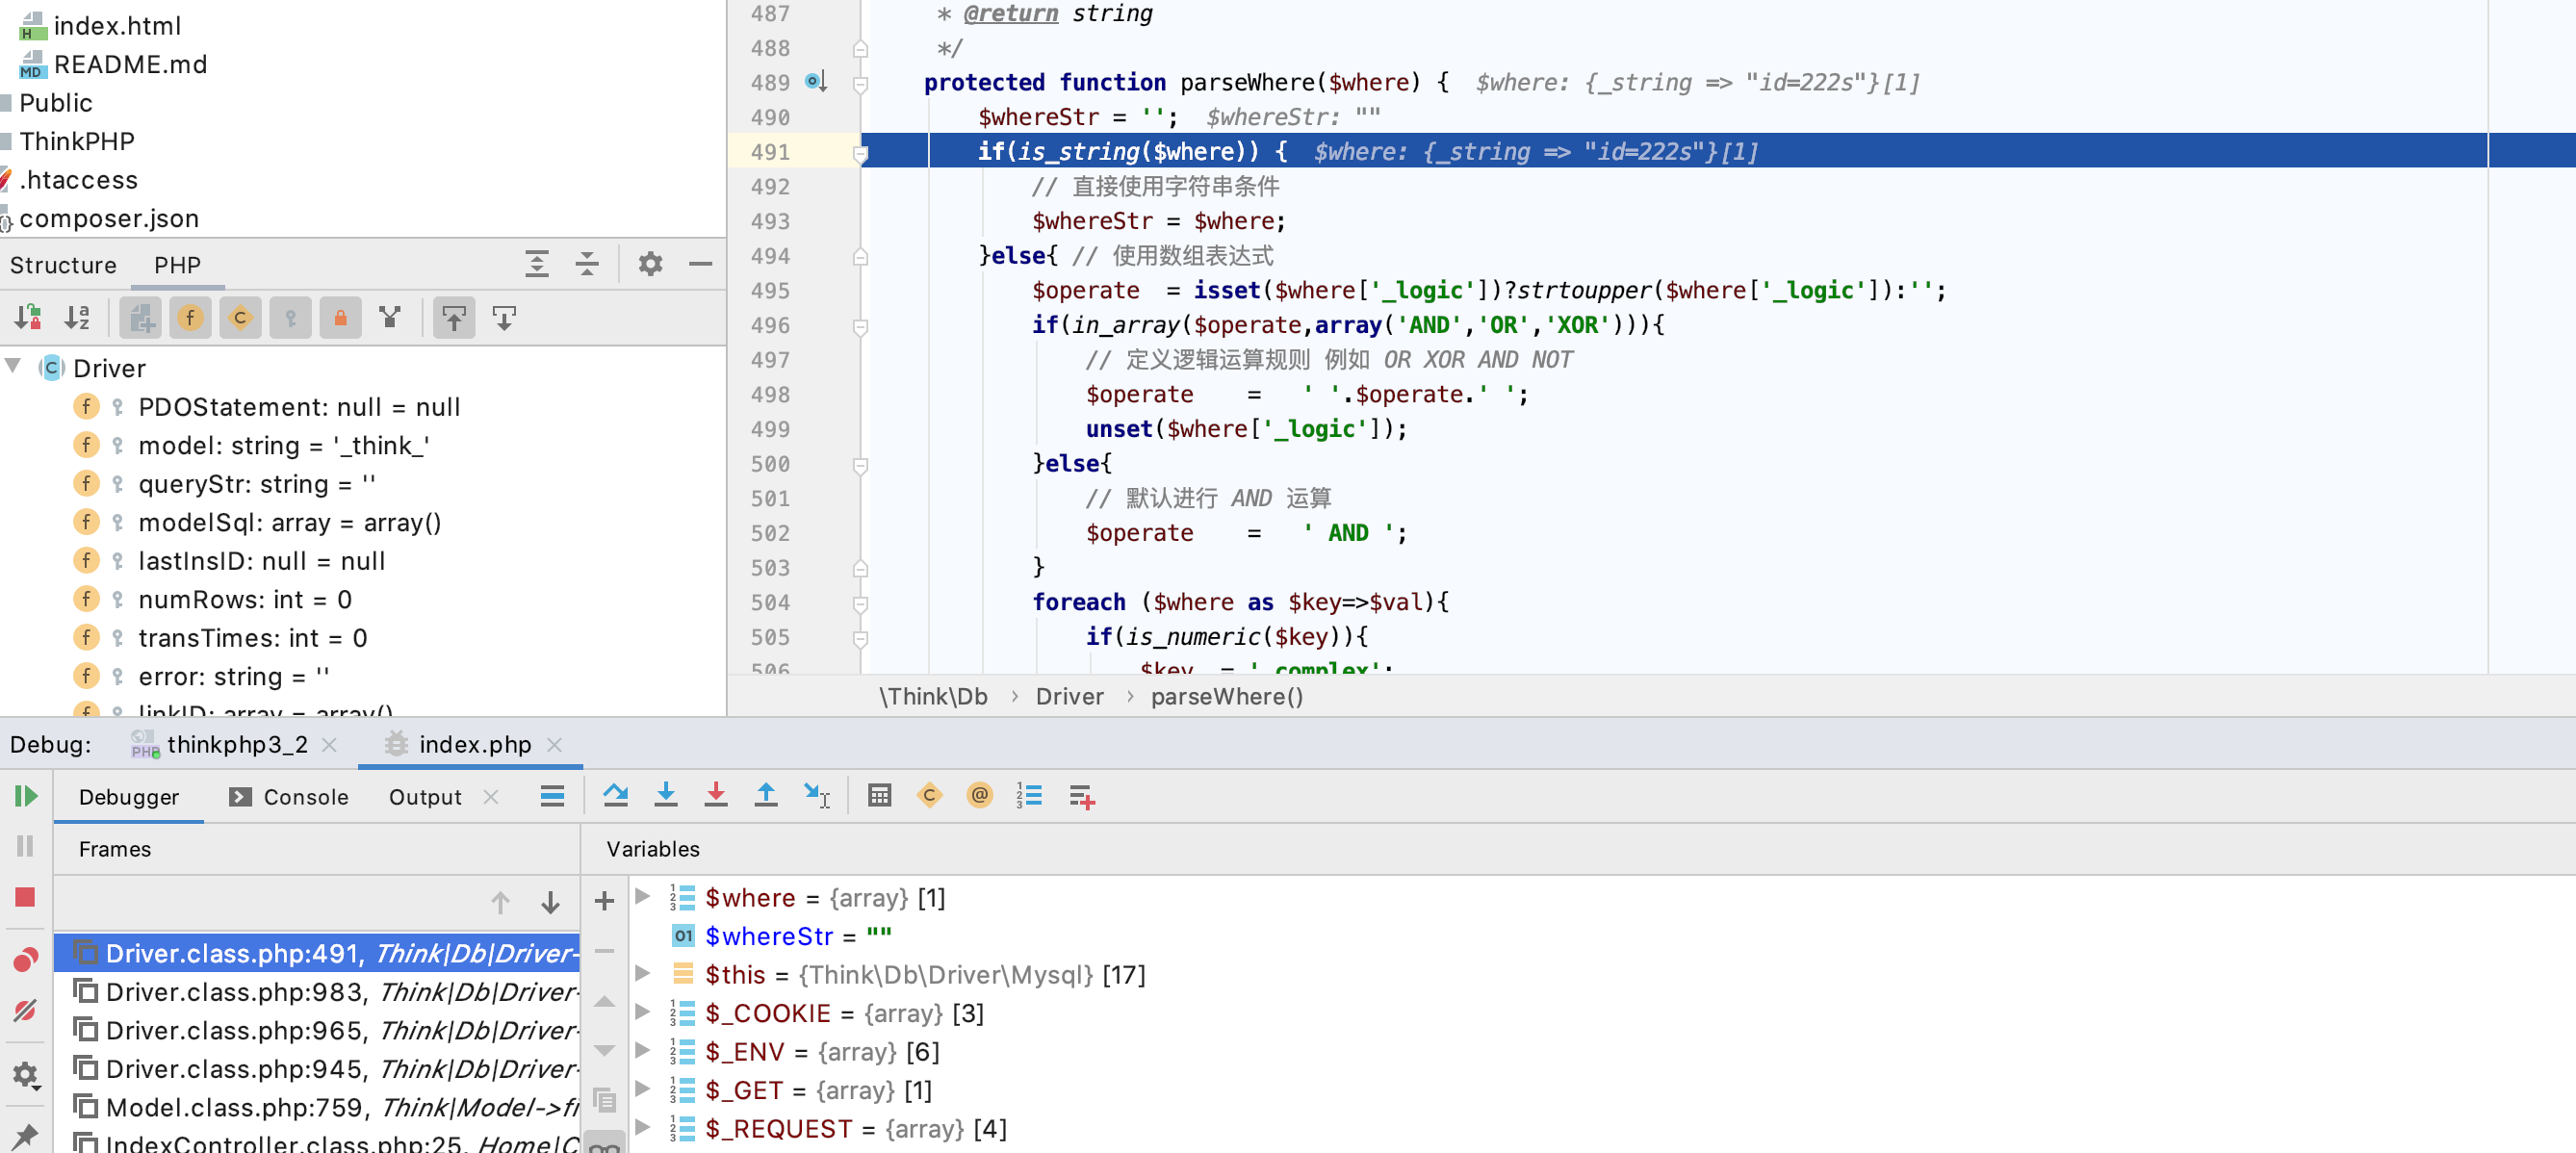 index.html
README.md
Public
ThinkPHP
.htaccess
composer.json
Structure PHP
Driver
PDOStatement: null = null
model: string = '_think_'
queryStr: string = ''
modelSql: array = array()
lastInsID: null = null
numRows: int = 0
transTimes: int = 0
error: string = ''
linkID: array = array()
487 * @return string
488 */
489 protected function parseWhere($where) { $where: {_string => "id=222s"}[1]
490 $whereStr = ''; $whereStr: ""
491 if(is_string($where)) { $where: {_string => "id=222s"}[1]
492 // 直接使用字符串条件
493 $whereStr = $where;
494 }else{ // 使用数组表达式
495 $operate = isset($where['_logic'])?strtoupper($where['_logic']):'';
496 if(in_array($operate,array('AND','OR','XOR'))){
497 // 定义逻辑运算规则 例如 OR XOR AND NOT
498 $operate = ' '.$operate.' ';
499 unset($where['_logic']);
500 }else{
501 // 默认进行 AND 运算
502 $operate = ' AND ';
503 }
504 foreach ($where as $key=>$val){
505 if(is_numeric($key)){
506 $key = '_complex';
\Think\Db › Driver › parseWhere()
Debug: thinkphp3_2 index.php
Debugger Console Output
Frames Variables
Driver.class.php:491, Think|Db|Driver-
Driver.class.php:983, Think|Db|Driver-
Driver.class.php:965, Think|Db|Driver-
Driver.class.php:945, Think|Db|Driver-
Model.class.php:759, Think|Model->fi
IndexController.class.php:25, Home|C
$where = {array} [1]
$whereStr = ""
$this = {Think\Db\Driver\Mysql} [17]
$_COOKIE = {array} [3]
$_ENV = {array} [6]
$_GET = {array} [1]
$_REQUEST = {array} [4]